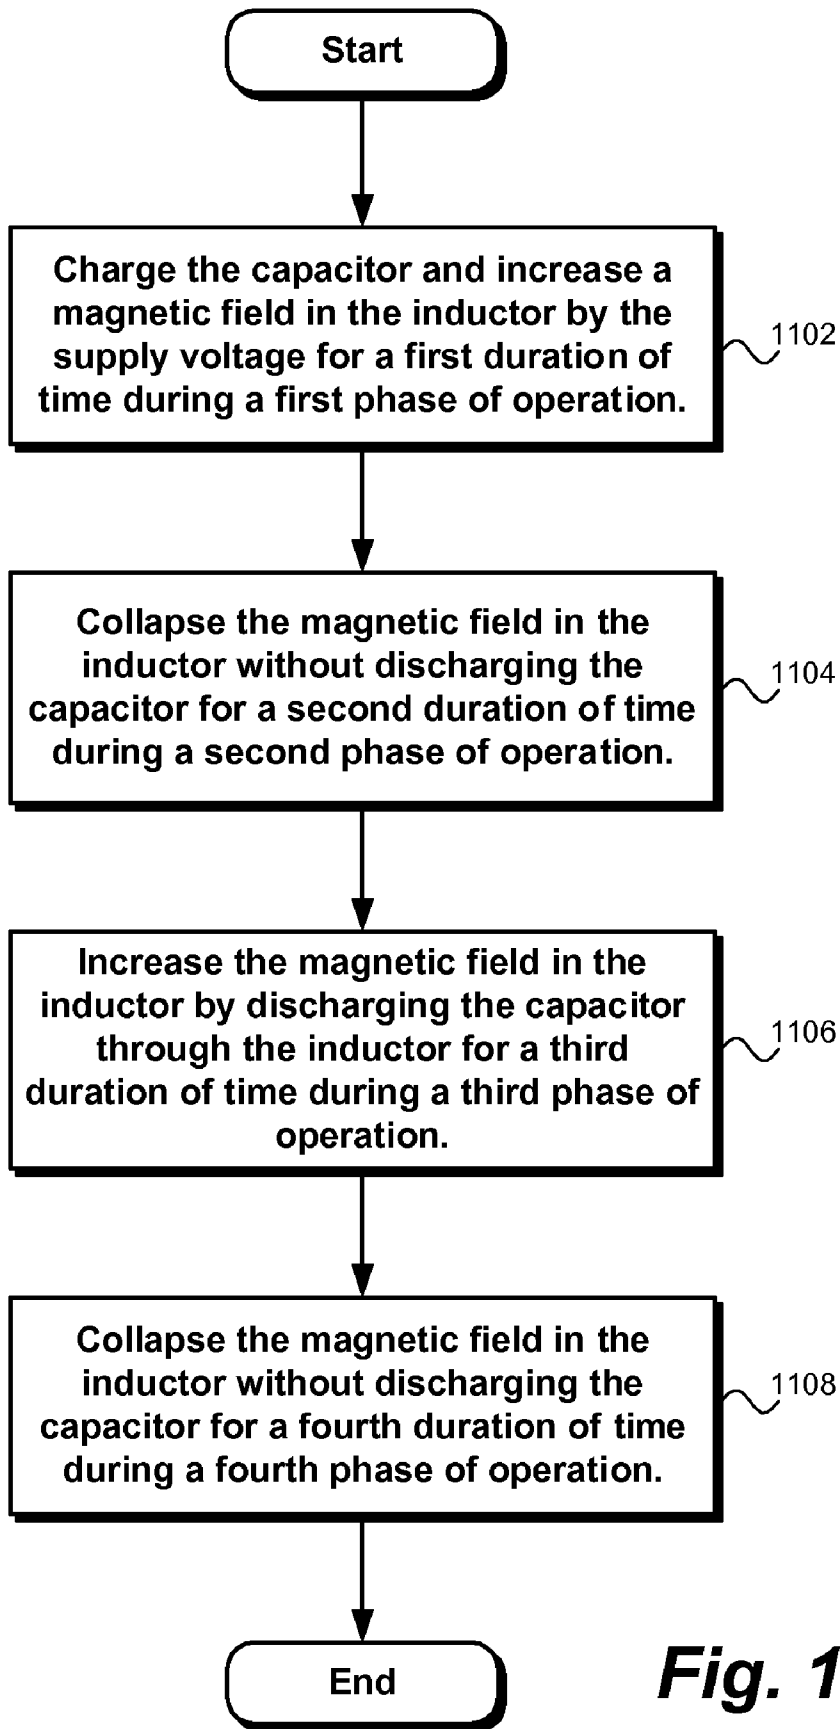 Start
Charge the capacitor and increase a
magnetic field in the inductor by the
supply voltage for a first duration of
time during a first phase of operation.
1102
Collapse the magnetic field in the
inductor without discharging the
capacitor for a second duration of time
during a second phase of operation.
1104
Increase the magnetic field in the
inductor by discharging the capacitor
through the inductor for a third
duration of time during a third phase of
operation.
1106
Collapse the magnetic field in the
inductor without discharging the
capacitor for a fourth duration of time
during a fourth phase of operation.
1108
End
Fig. 1